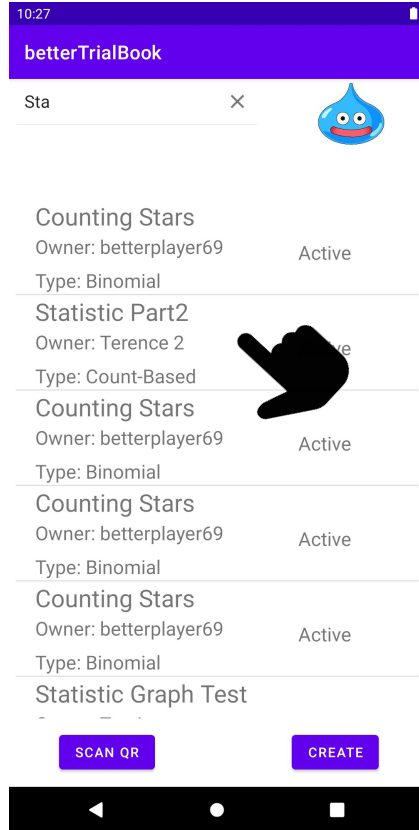 10:27
betterTrialBook
Sta
Counting Stars
Owner: betterplayer69
Active
Type: Binomial
Statistic Part2
Owner: Terence 2
Type: Count-Based
Counting Stars
Owner: betterplayer69
Active
Type: Binomial
Counting Stars
Owner: betterplayer69
Active
Type: Binomial
Counting Stars
Owner: betterplayer69
Active
Type: Binomial
Statistic Graph Test
SCAN QR
CREATE